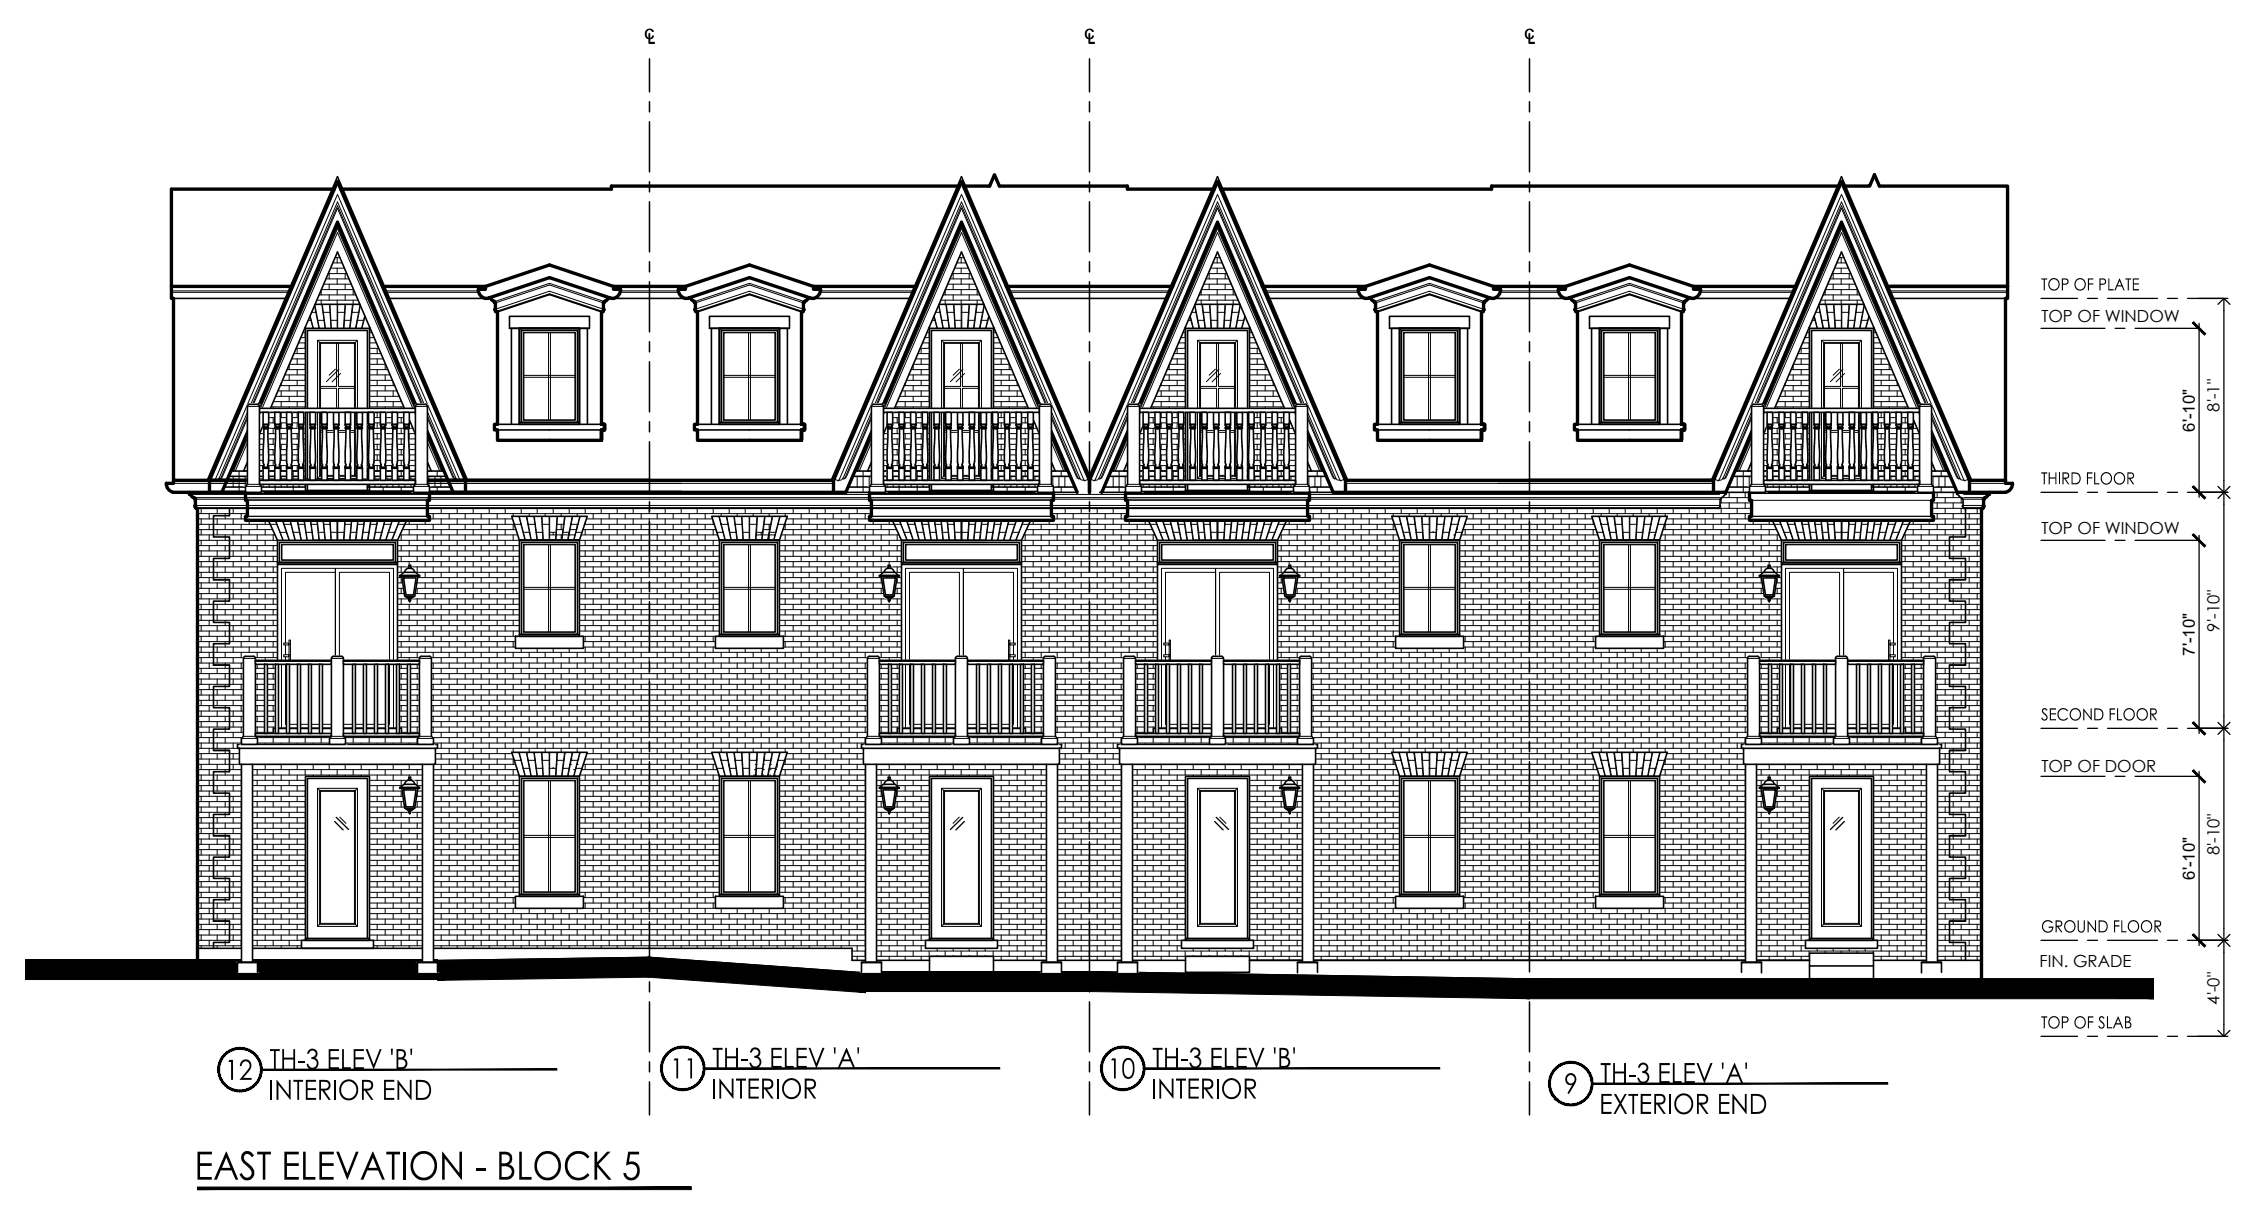 ℄ ℄ ℄
TOP OF PLATE
TOP OF WINDOW
6'-10"
8'-1"
THIRD FLOOR
TOP OF WINDOW
7'-10"
9'-10"
SECOND FLOOR
TOP OF DOOR
6'-10"
8'-10"
GROUND FLOOR
FIN. GRADE
4'-0"
TOP OF SLAB
12 TH-3 ELEV 'B'
INTERIOR END
11 TH-3 ELEV 'A'
INTERIOR
10 TH-3 ELEV 'B'
INTERIOR
9 TH-3 ELEV 'A'
EXTERIOR END
EAST ELEVATION - BLOCK 5